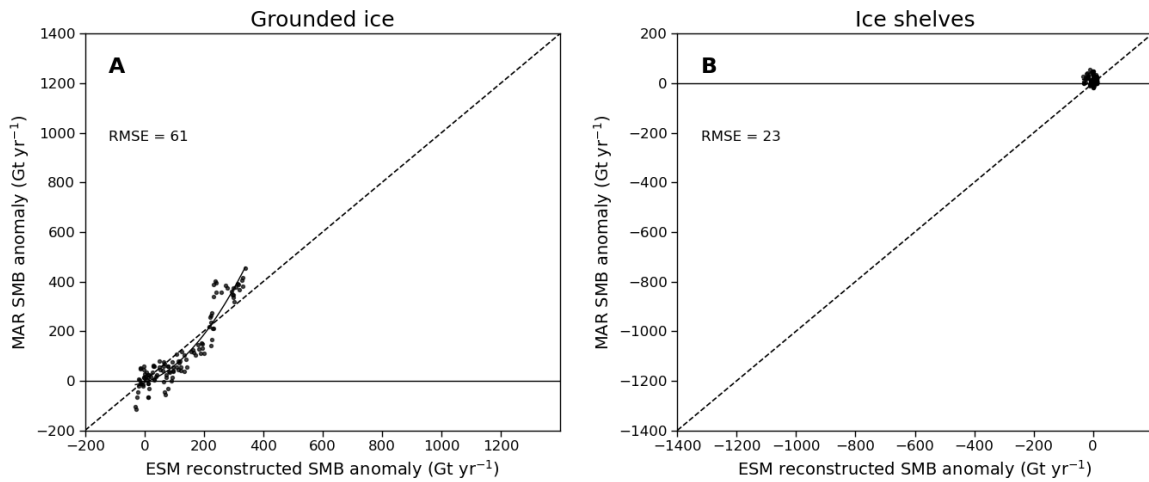 Grounded ice
A
RMSE = 61
1400
1200
1000
800
600
400
200
0
−200
−200 0 200 400 600 800 1000 1200
MAR SMB anomaly (Gt yr⁻¹)
ESM reconstructed SMB anomaly (Gt yr⁻¹)
Ice shelves
B
RMSE = 23
200
0
−200
−400
−600
−800
−1000
−1200
−1400
−1400 −1200 −1000 −800 −600 −400 −200 0
MAR SMB anomaly (Gt yr⁻¹)
ESM reconstructed SMB anomaly (Gt yr⁻¹)